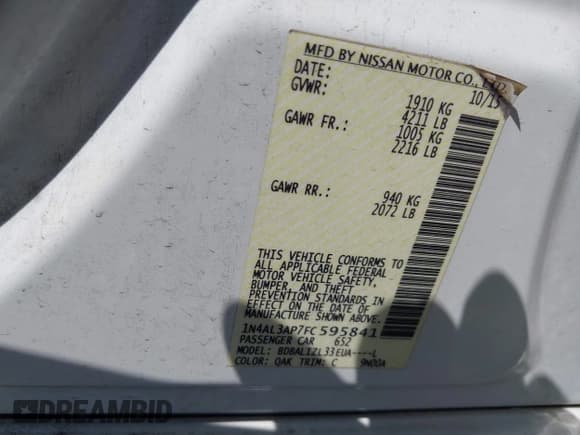 MFD BY NISSAN MOTOR CO., LTD.
DATE: 10/15
GVWR: 1910 KG
4211 LB
GAWR FR.: 1005 KG
2216 LB
GAWR RR.: 940 KG
2072 LB
THIS VEHICLE CONFORMS TO
ALL APPLICABLE FEDERAL
MOTOR VEHICLE SAFETY,
BUMPER, AND THEFT
PREVENTION STANDARDS IN
EFFECT ON THE DATE OF
MANUFACTURE SHOWN ABOVE.
1N4AL3AP7FC595841
PASSENGER CAR 652
MODEL: BDBALIZL33EUA----L
COLOR: QAK TRIM: C
DREAMBID